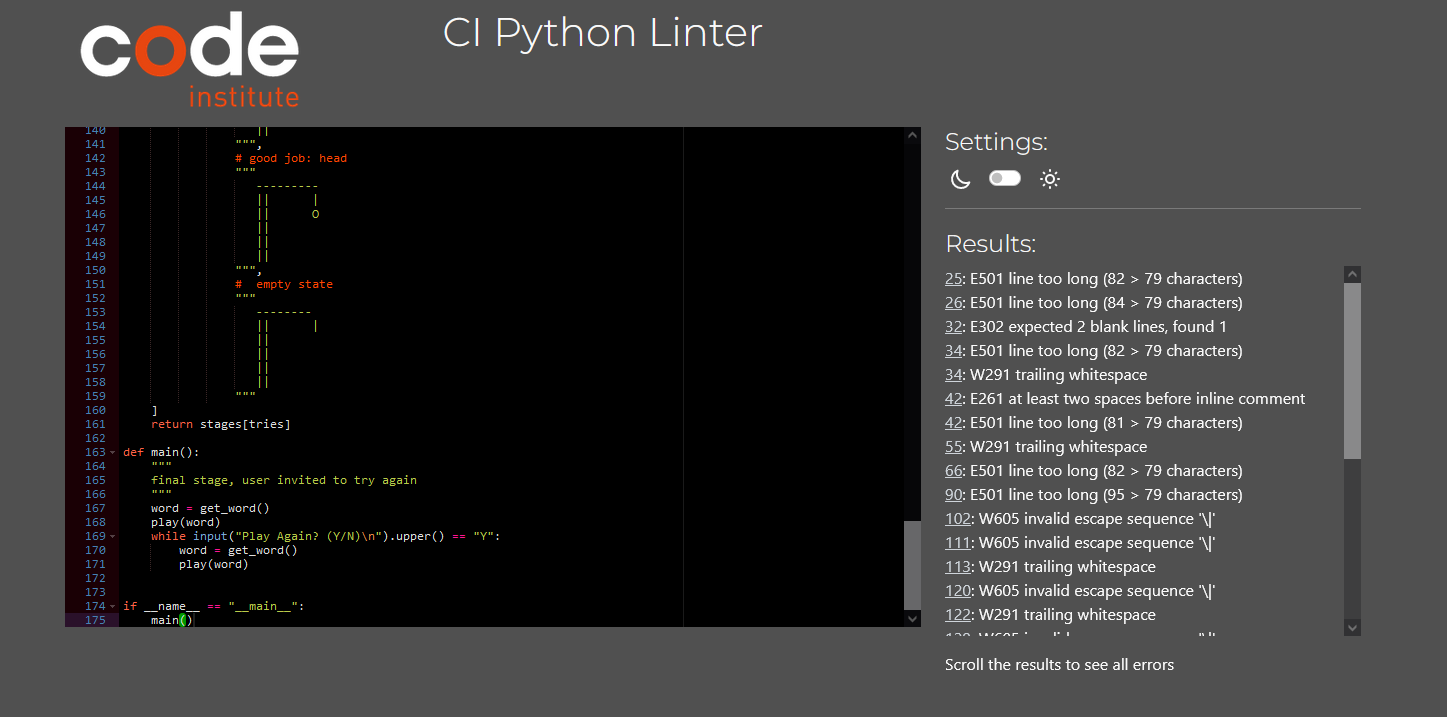 code
institute
CI Python Linter
140 ||
141 """,
142 # good job: head
143 """
144 ---------
145 || |
146 || O
147 ||
148 ||
149 ||
150 """,
151 #  empty state
152 """
153 --------
154 || |
155 ||
156 ||
157 ||
158 ||
159 """
160 ]
161 return stages[tries]
162
163 def main():
164 """
165 final stage, user invited to try again
166 """
167 word = get_word()
168 play(word)
169 while input("Play Again? (Y/N)\n").upper() == "Y":
170 word = get_word()
171 play(word)
172
173
174 if __name__ == "__main__":
175 main()
Settings:
Results:
25: E501 line too long (82 > 79 characters)
26: E501 line too long (84 > 79 characters)
32: E302 expected 2 blank lines, found 1
34: E501 line too long (82 > 79 characters)
34: W291 trailing whitespace
42: E261 at least two spaces before inline comment
42: E501 line too long (81 > 79 characters)
55: W291 trailing whitespace
66: E501 line too long (82 > 79 characters)
90: E501 line too long (95 > 79 characters)
102: W605 invalid escape sequence '\|'
111: W605 invalid escape sequence '\|'
113: W291 trailing whitespace
120: W605 invalid escape sequence '\|'
122: W291 trailing whitespace
Scroll the results to see all errors